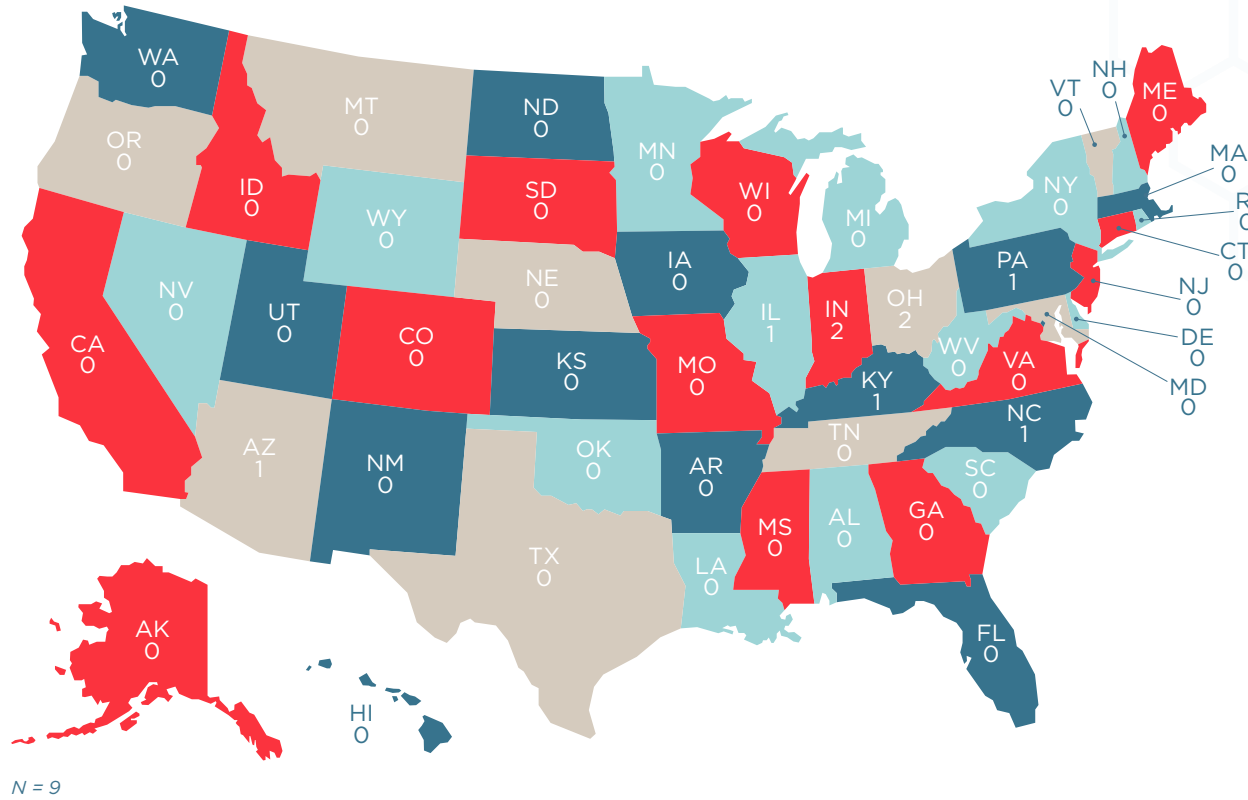 WA
0
OR
0
CA
0
ID
0
NV
0
MT
0
WY
0
UT
0
AZ
1
CO
0
NM
0
ND
0
SD
0
NE
0
KS
0
OK
0
TX
0
MN
0
IA
0
MO
0
AR
0
LA
0
WI
0
IL
1
MI
0
IN
2
OH
2
KY
1
TN
0
MS
0
AL
0
GA
0
FL
0
SC
0
NC
1
VA
0
WV
0
PA
1
NY
0
VT
0
NH
0
ME
0
MA
0
R
0
CT
0
NJ
0
DE
0
MD
0
AK
0
HI
0
N = 9